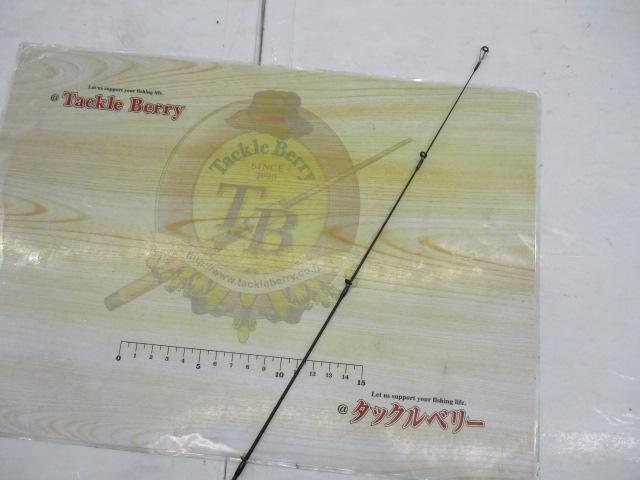 Let us support your fishing life.
@ Tackle Berry
Tackle Berry
SINCE
TB
http://www.tackleberry.co.jp
0 1 2 3 4 5 6 7 8 9 10 11 12 13 14 15
Let us support your fishing life.
@ タックルベリー